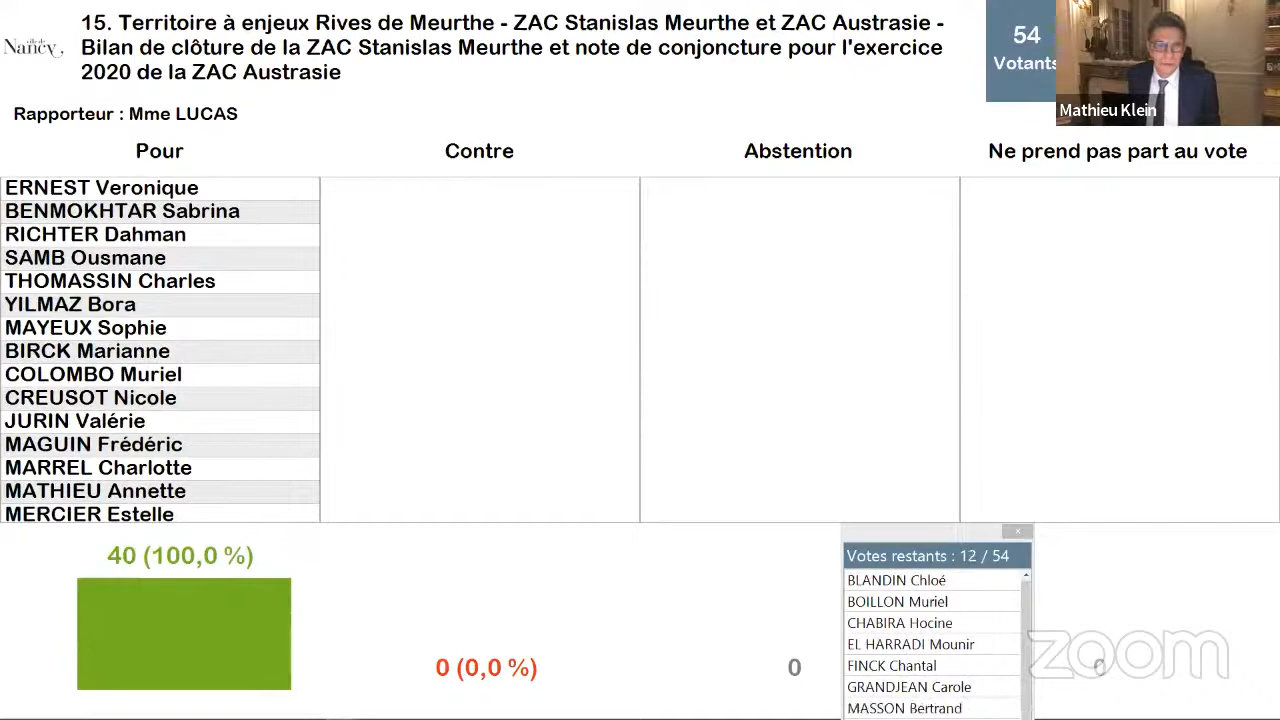 15. Territoire à enjeux Rives de Meurthe - ZAC Stanislas Meurthe et ZAC Austrasie -
Bilan de clôture de la ZAC Stanislas Meurthe et note de conjoncture pour l'exercice
2020 de la ZAC Austrasie
ville de
Nancy,
54
Votants
Mathieu Klein
Rapporteur : Mme LUCAS
Pour
Contre
Abstention
Ne prend pas part au vote
ERNEST Veronique
BENMOKHTAR Sabrina
RICHTER Dahman
SAMB Ousmane
THOMASSIN Charles
YILMAZ Bora
MAYEUX Sophie
BIRCK Marianne
COLOMBO Muriel
CREUSOT Nicole
JURIN Valérie
MAGUIN Frédéric
MARREL Charlotte
MATHIEU Annette
MERCIER Estelle
40 (100,0 %)
0 (0,0 %)
0
0
Votes restants : 12 / 54
BLANDIN Chloé
BOILLON Muriel
CHABIRA Hocine
EL HARRADI Mounir
FINCK Chantal
GRANDJEAN Carole
MASSON Bertrand
zoom